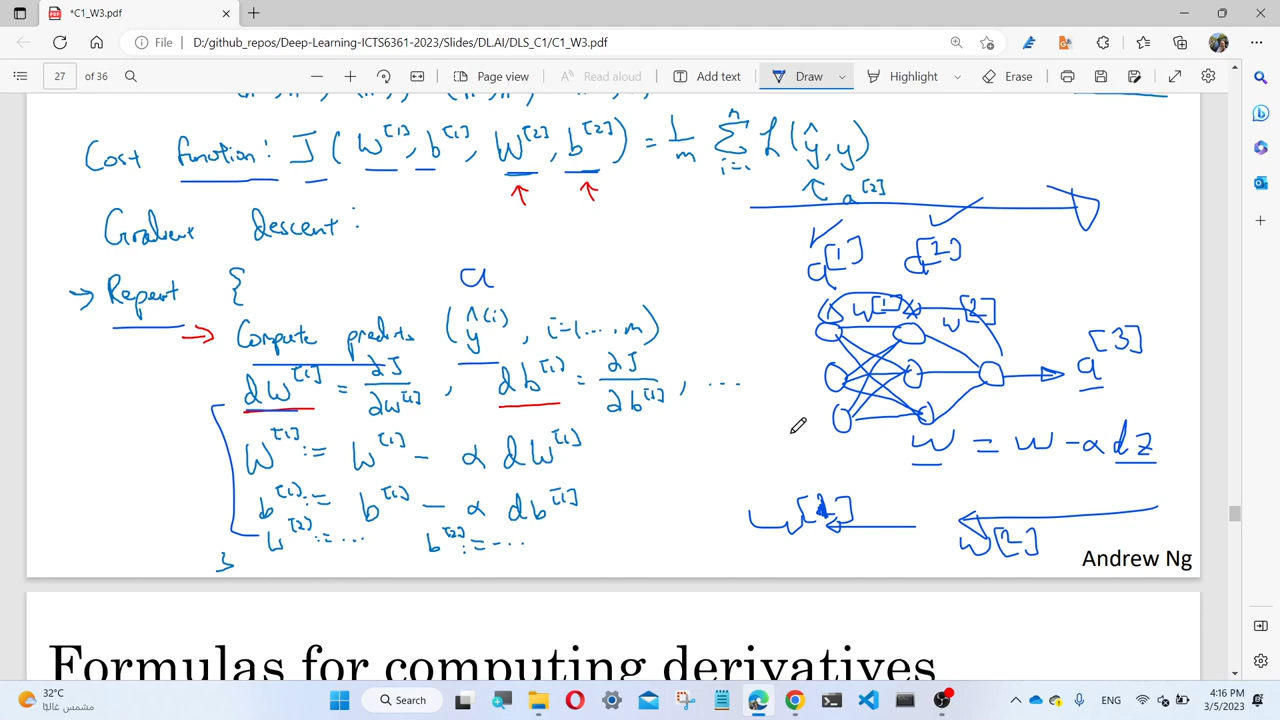 *C1_W3.pdf
File D:/github_repos/Deep-Learning-ICTS6361-2023/Slides/DL.AI/DLS_C1/C1_W3.pdf
27 of 36 Page view Read aloud Add text Draw Highlight Erase
Cost function: J(W^[1], b^[1], W^[2], b^[2]) = 1/m Σ_{i=1}^{n} L(ŷ, y)
a^[2]
Gradient descent:
a^[1] a^[2]
→ Repeat { a
w^[1] w^[2]
→ Compute predicts (ŷ^(i), i=1...,m)
a^[3]
dw^[1] = ∂J/∂w^[1], db^[1] = ∂J/∂b^[1], ...
W^[1] := W^[1] - α dW^[1]
w = w - α dz
b^[1] := b^[1] - α db^[1]
w^[1] w^[2]
W^[2] := ... b^[2] := ...
}
Andrew Ng
Formulas for computing derivatives
32°C
مشمس غالبًا
Search
ENG
4:16 PM
3/5/2023